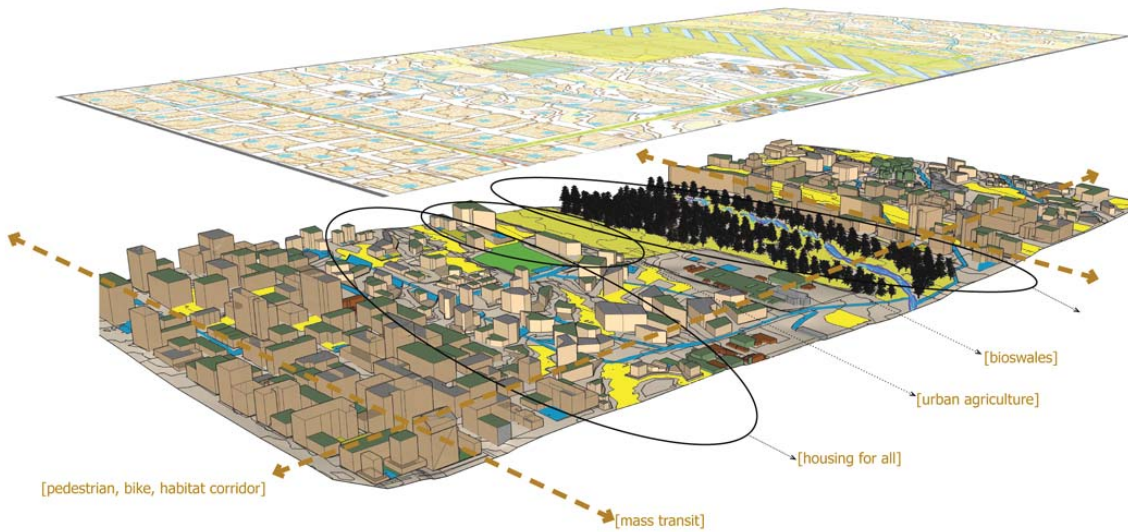 [bioswales]
[urban agriculture]
[housing for all]
[pedestrian, bike, habitat corridor]
[mass transit]